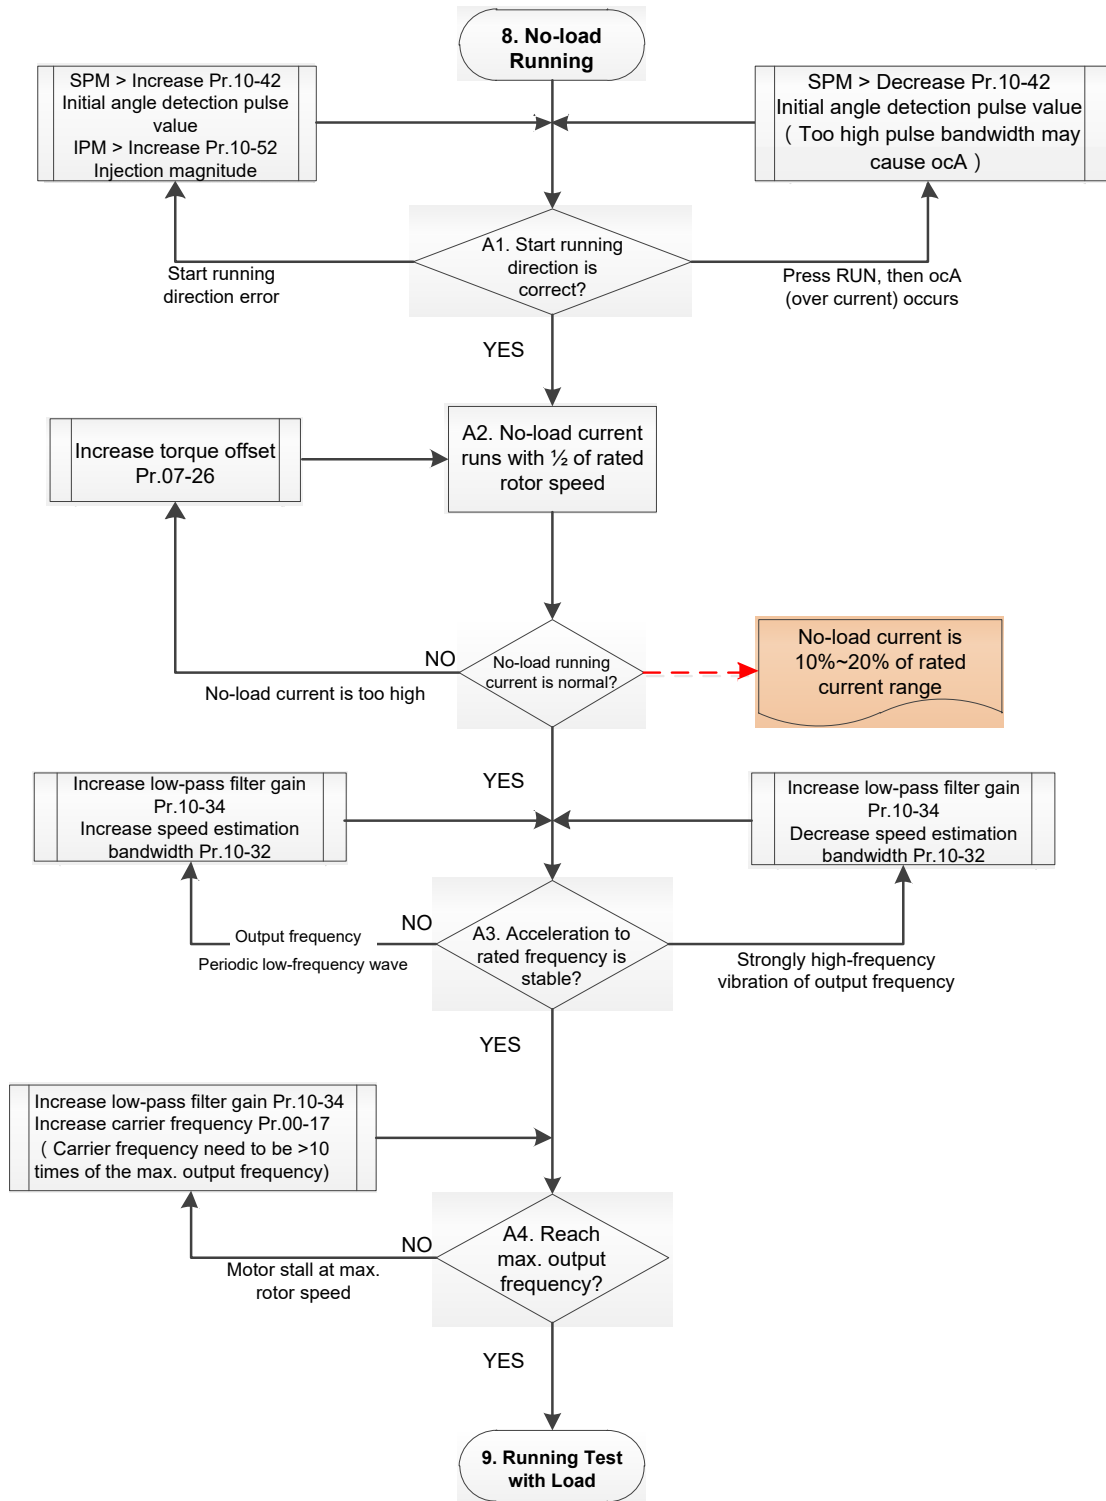 8. No-load
Running
SPM > Increase Pr.10-42
Initial angle detection pulse
value
IPM > Increase Pr.10-52
Injection magnitude
SPM > Decrease Pr.10-42
Initial angle detection pulse value
( Too high pulse bandwidth may
cause ocA )
A1. Start running
direction is
correct?
Start running
direction error
Press RUN, then ocA
(over current) occurs
YES
Increase torque offset
Pr.07-26
A2. No-load current
runs with ½ of rated
rotor speed
NO
No-load current is too high
No-load running
current is normal?
No-load current is
10%~20% of rated
current range
YES
Increase low-pass filter gain
Pr.10-34
Increase speed estimation
bandwidth Pr.10-32
Increase low-pass filter gain
Pr.10-34
Decrease speed estimation
bandwidth Pr.10-32
NO
Output frequency
Periodic low-frequency wave
A3. Acceleration to
rated frequency is
stable?
Strongly high-frequency
vibration of output frequency
YES
Increase low-pass filter gain Pr.10-34
Increase carrier frequency Pr.00-17
( Carrier frequency need to be >10
times of the max. output frequency)
NO
Motor stall at max.
rotor speed
A4. Reach
max. output
frequency?
YES
9. Running Test
with Load